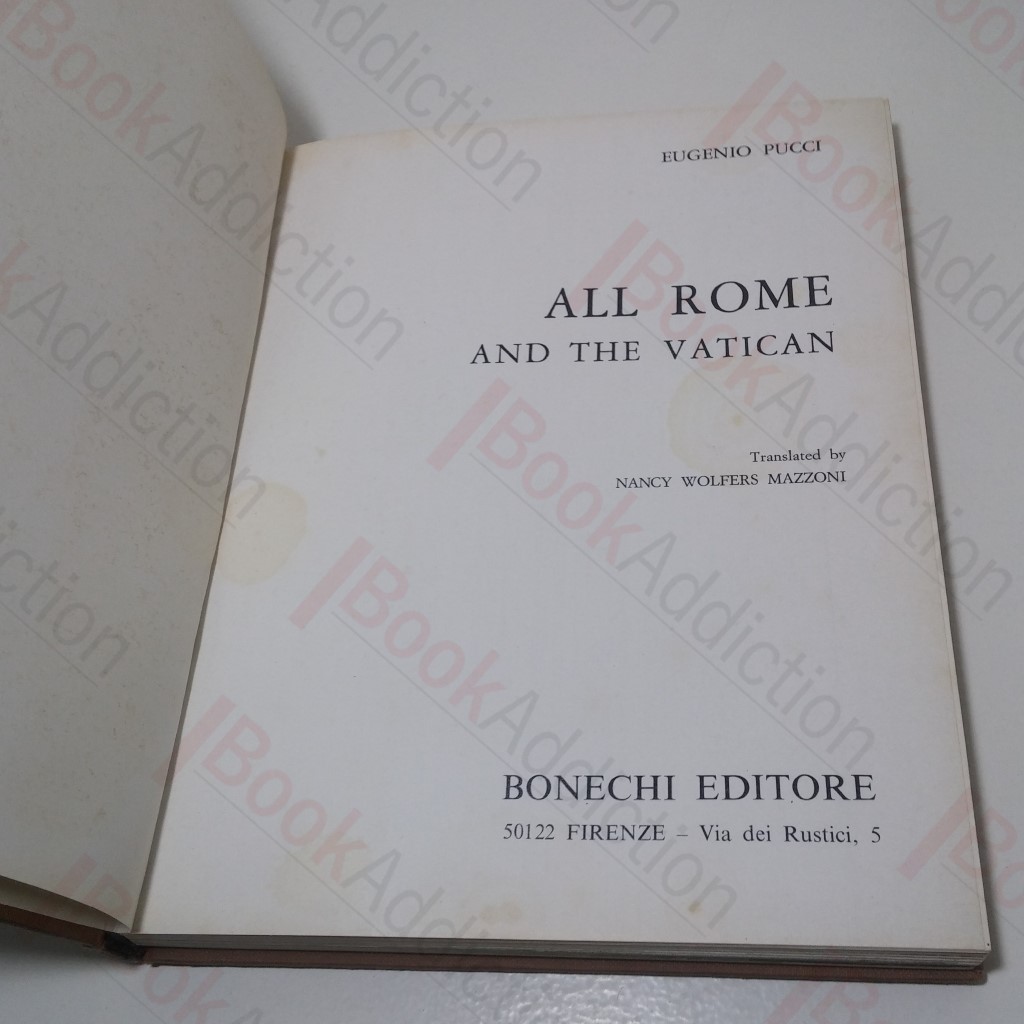 EUGENIO PUCCI
ALL ROME
AND THE VATICAN
Translated by
NANCY WOLFERS MAZZONI
BONECHI EDITORE
50122 FIRENZE – Via dei Rustici, 5
BookAddiction